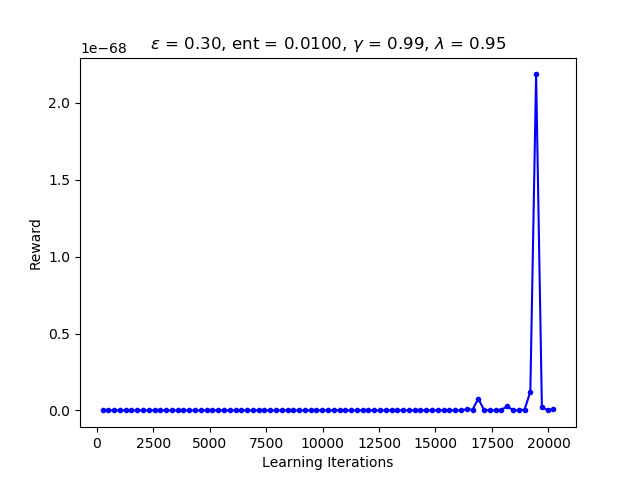 1e−68
ε = 0.30, ent = 0.0100, γ = 0.99, λ = 0.95
2.0
1.5
1.0
0.5
0.0
Reward
0 2500 5000 7500 10000 12500 15000 17500 20000
Learning Iterations